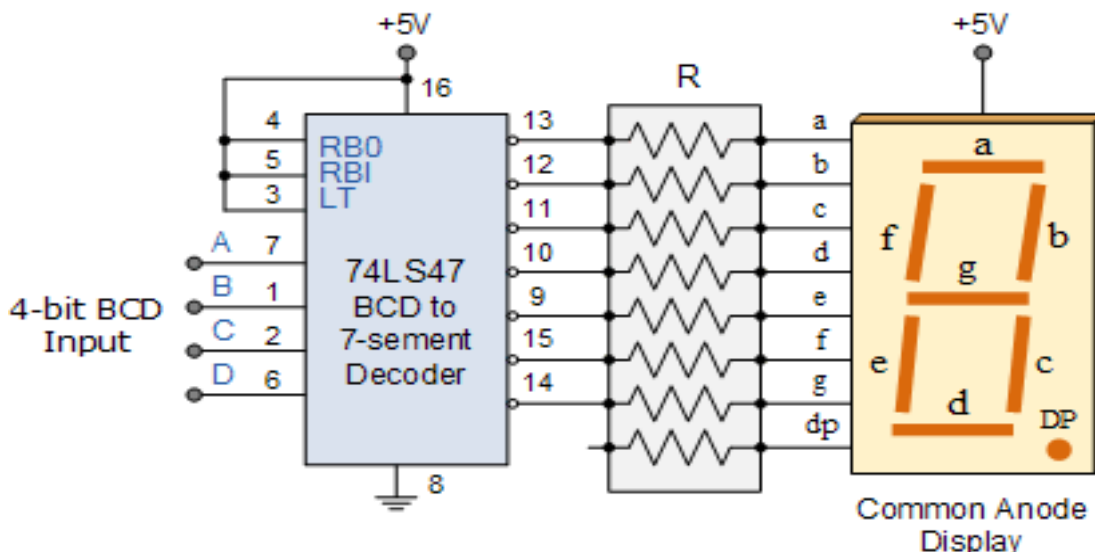 +5V
+5V
R
16
4
RB0
5
RBI
3
LT
13
12
11
10
9
15
14
a
b
c
d
e
f
g
dp
A
7
B
1
C
2
D
6
4-bit BCD
Input
74LS47
BCD to
7-sement
Decoder
8
a
f
b
g
e
c
d
DP
Common Anode
Display